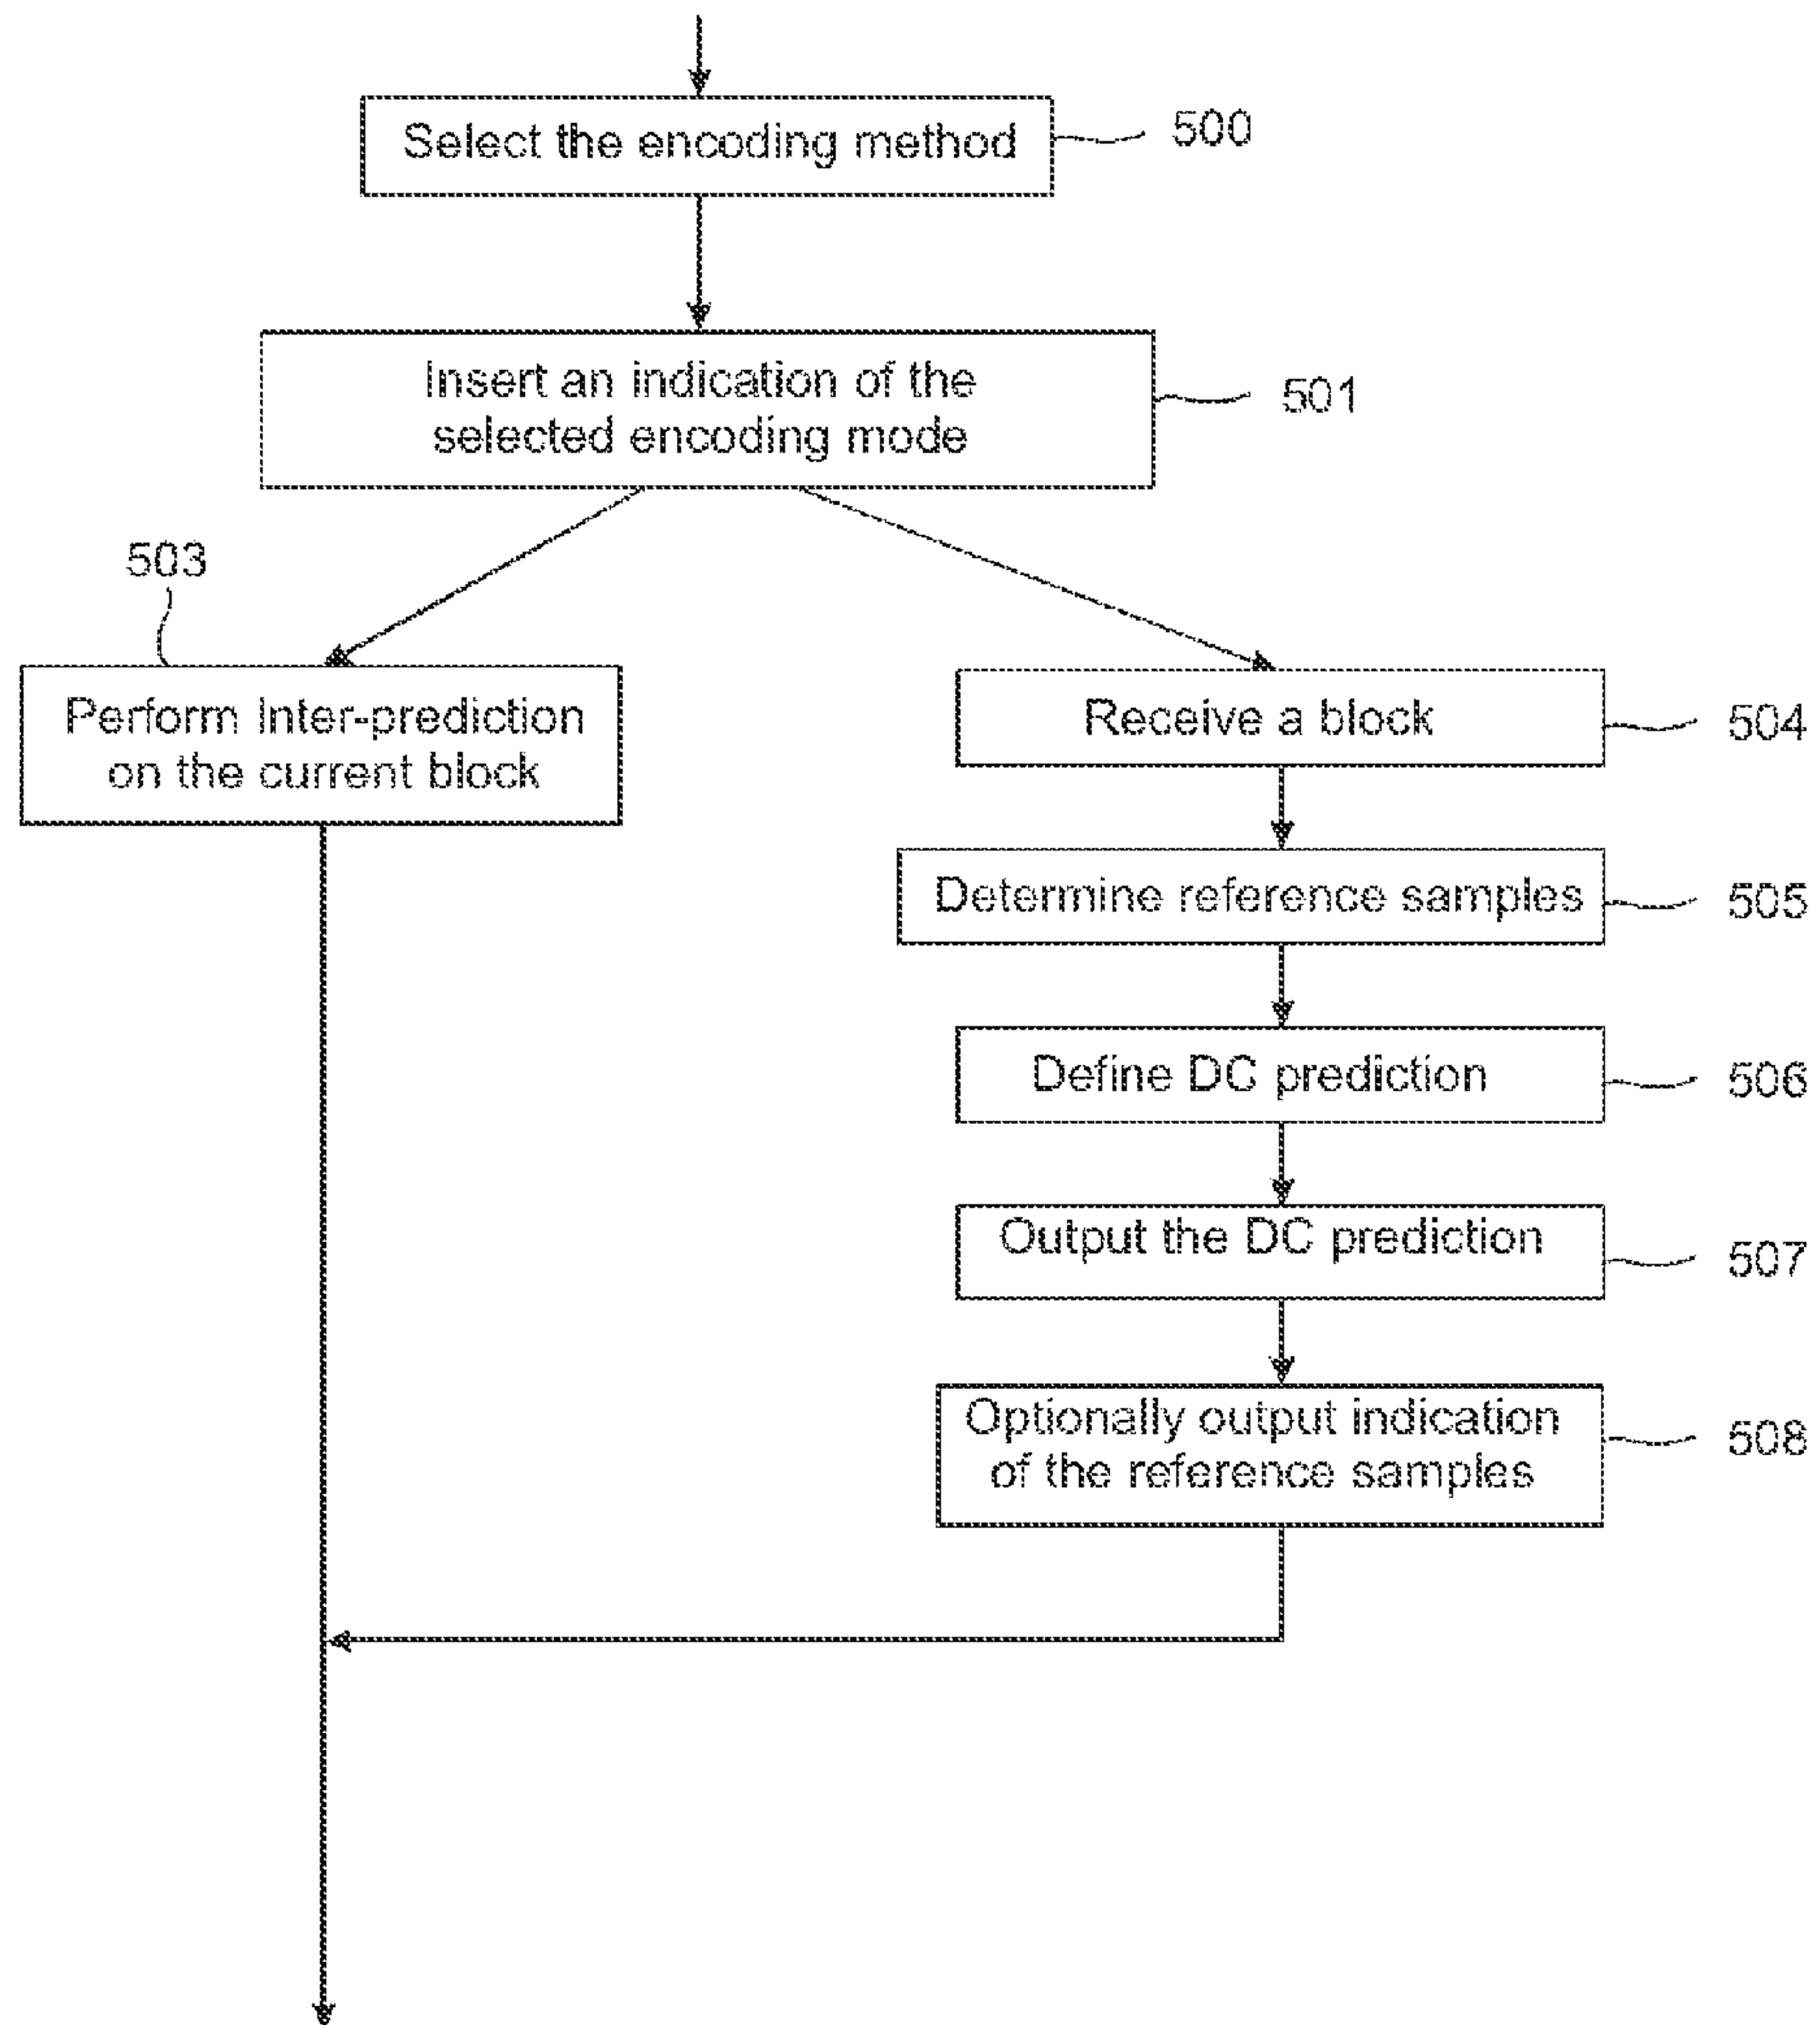 Select the encoding method
500
Insert an indication of the
selected encoding mode
501
503
Perform Inter-prediction
on the current block
Receive a block
504
Determine reference samples
505
Define DC prediction
506
Output the DC prediction
507
Optionally output indication
of the reference samples
508